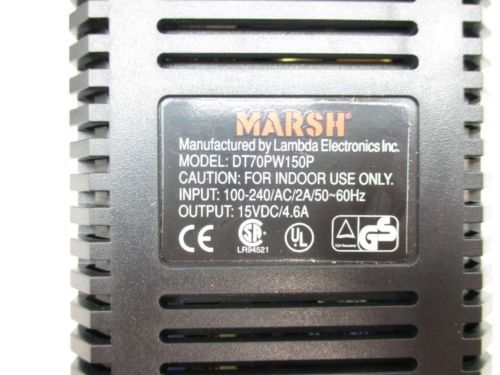 MARSH®
Manufactured by Lambda Electronics Inc.
MODEL: DT70PW150P
CAUTION: FOR INDOOR USE ONLY.
INPUT: 100-240/AC/2A/50~60Hz
OUTPUT: 15VDC/4.6A
CE SA UL GS
LR94521